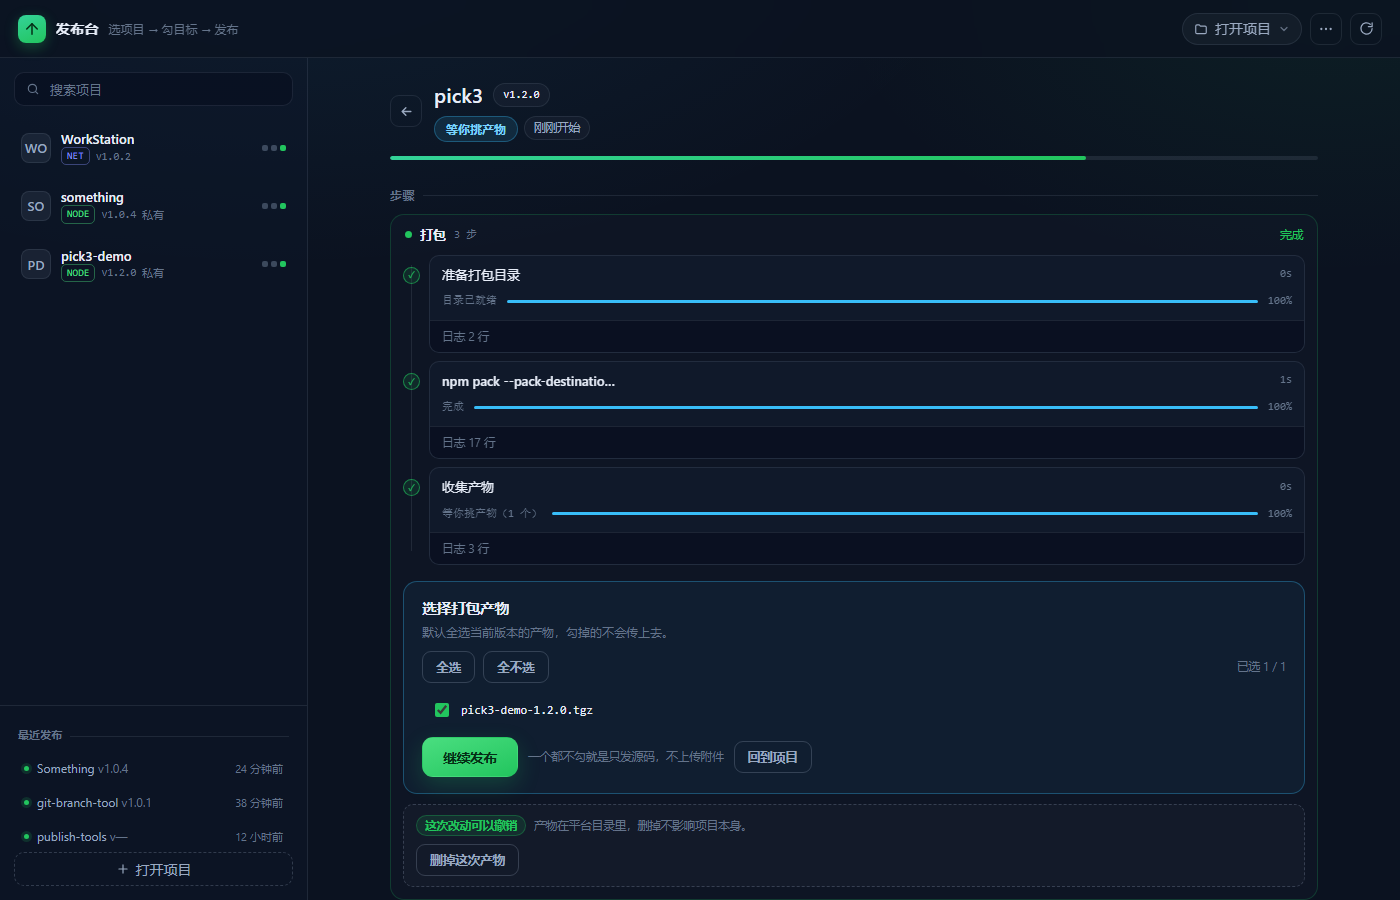 发布台 选项目 → 勾目标 → 发布
打开项目
搜索项目
WO
WorkStation
NET v1.0.2
SO
something
NODE v1.0.4 私有
PD
pick3-demo
NODE v1.2.0 私有
最近发布
Something v1.0.4 24 分钟前
git-branch-tool v1.0.1 38 分钟前
publish-tools v— 12 小时前
+ 打开项目
pick3 v1.2.0
等你挑产物 刚刚开始
步骤
打包 3 步 完成
准备打包目录 0s
目录已就绪 100%
日志 2 行
npm pack --pack-destinatio... 1s
完成 100%
日志 17 行
收集产物 0s
等你挑产物（1 个） 100%
日志 3 行
选择打包产物
默认全选当前版本的产物，勾掉的不会传上去。
全选 全不选 已选 1 / 1
pick3-demo-1.2.0.tgz
继续发布 一个都不勾就是只发源码，不上传附件 回到项目
这次改动可以撤销 产物在平台目录里，删掉不影响项目本身。
删掉这次产物